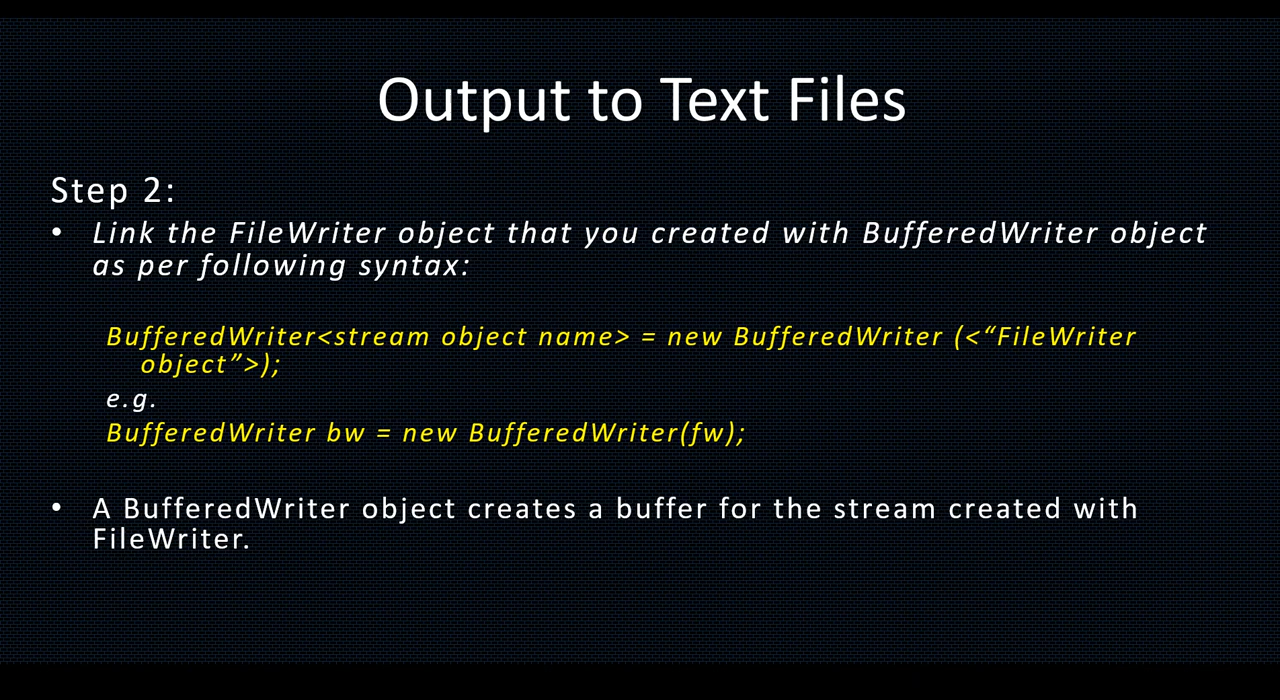 Output to Text Files
Step 2:
• Link the FileWriter object that you created with BufferedWriter object
as per following syntax:
BufferedWriter<stream object name> = new BufferedWriter (<“FileWriter
object”>);
e.g.
BufferedWriter bw = new BufferedWriter(fw);
• A BufferedWriter object creates a buffer for the stream created with
FileWriter.